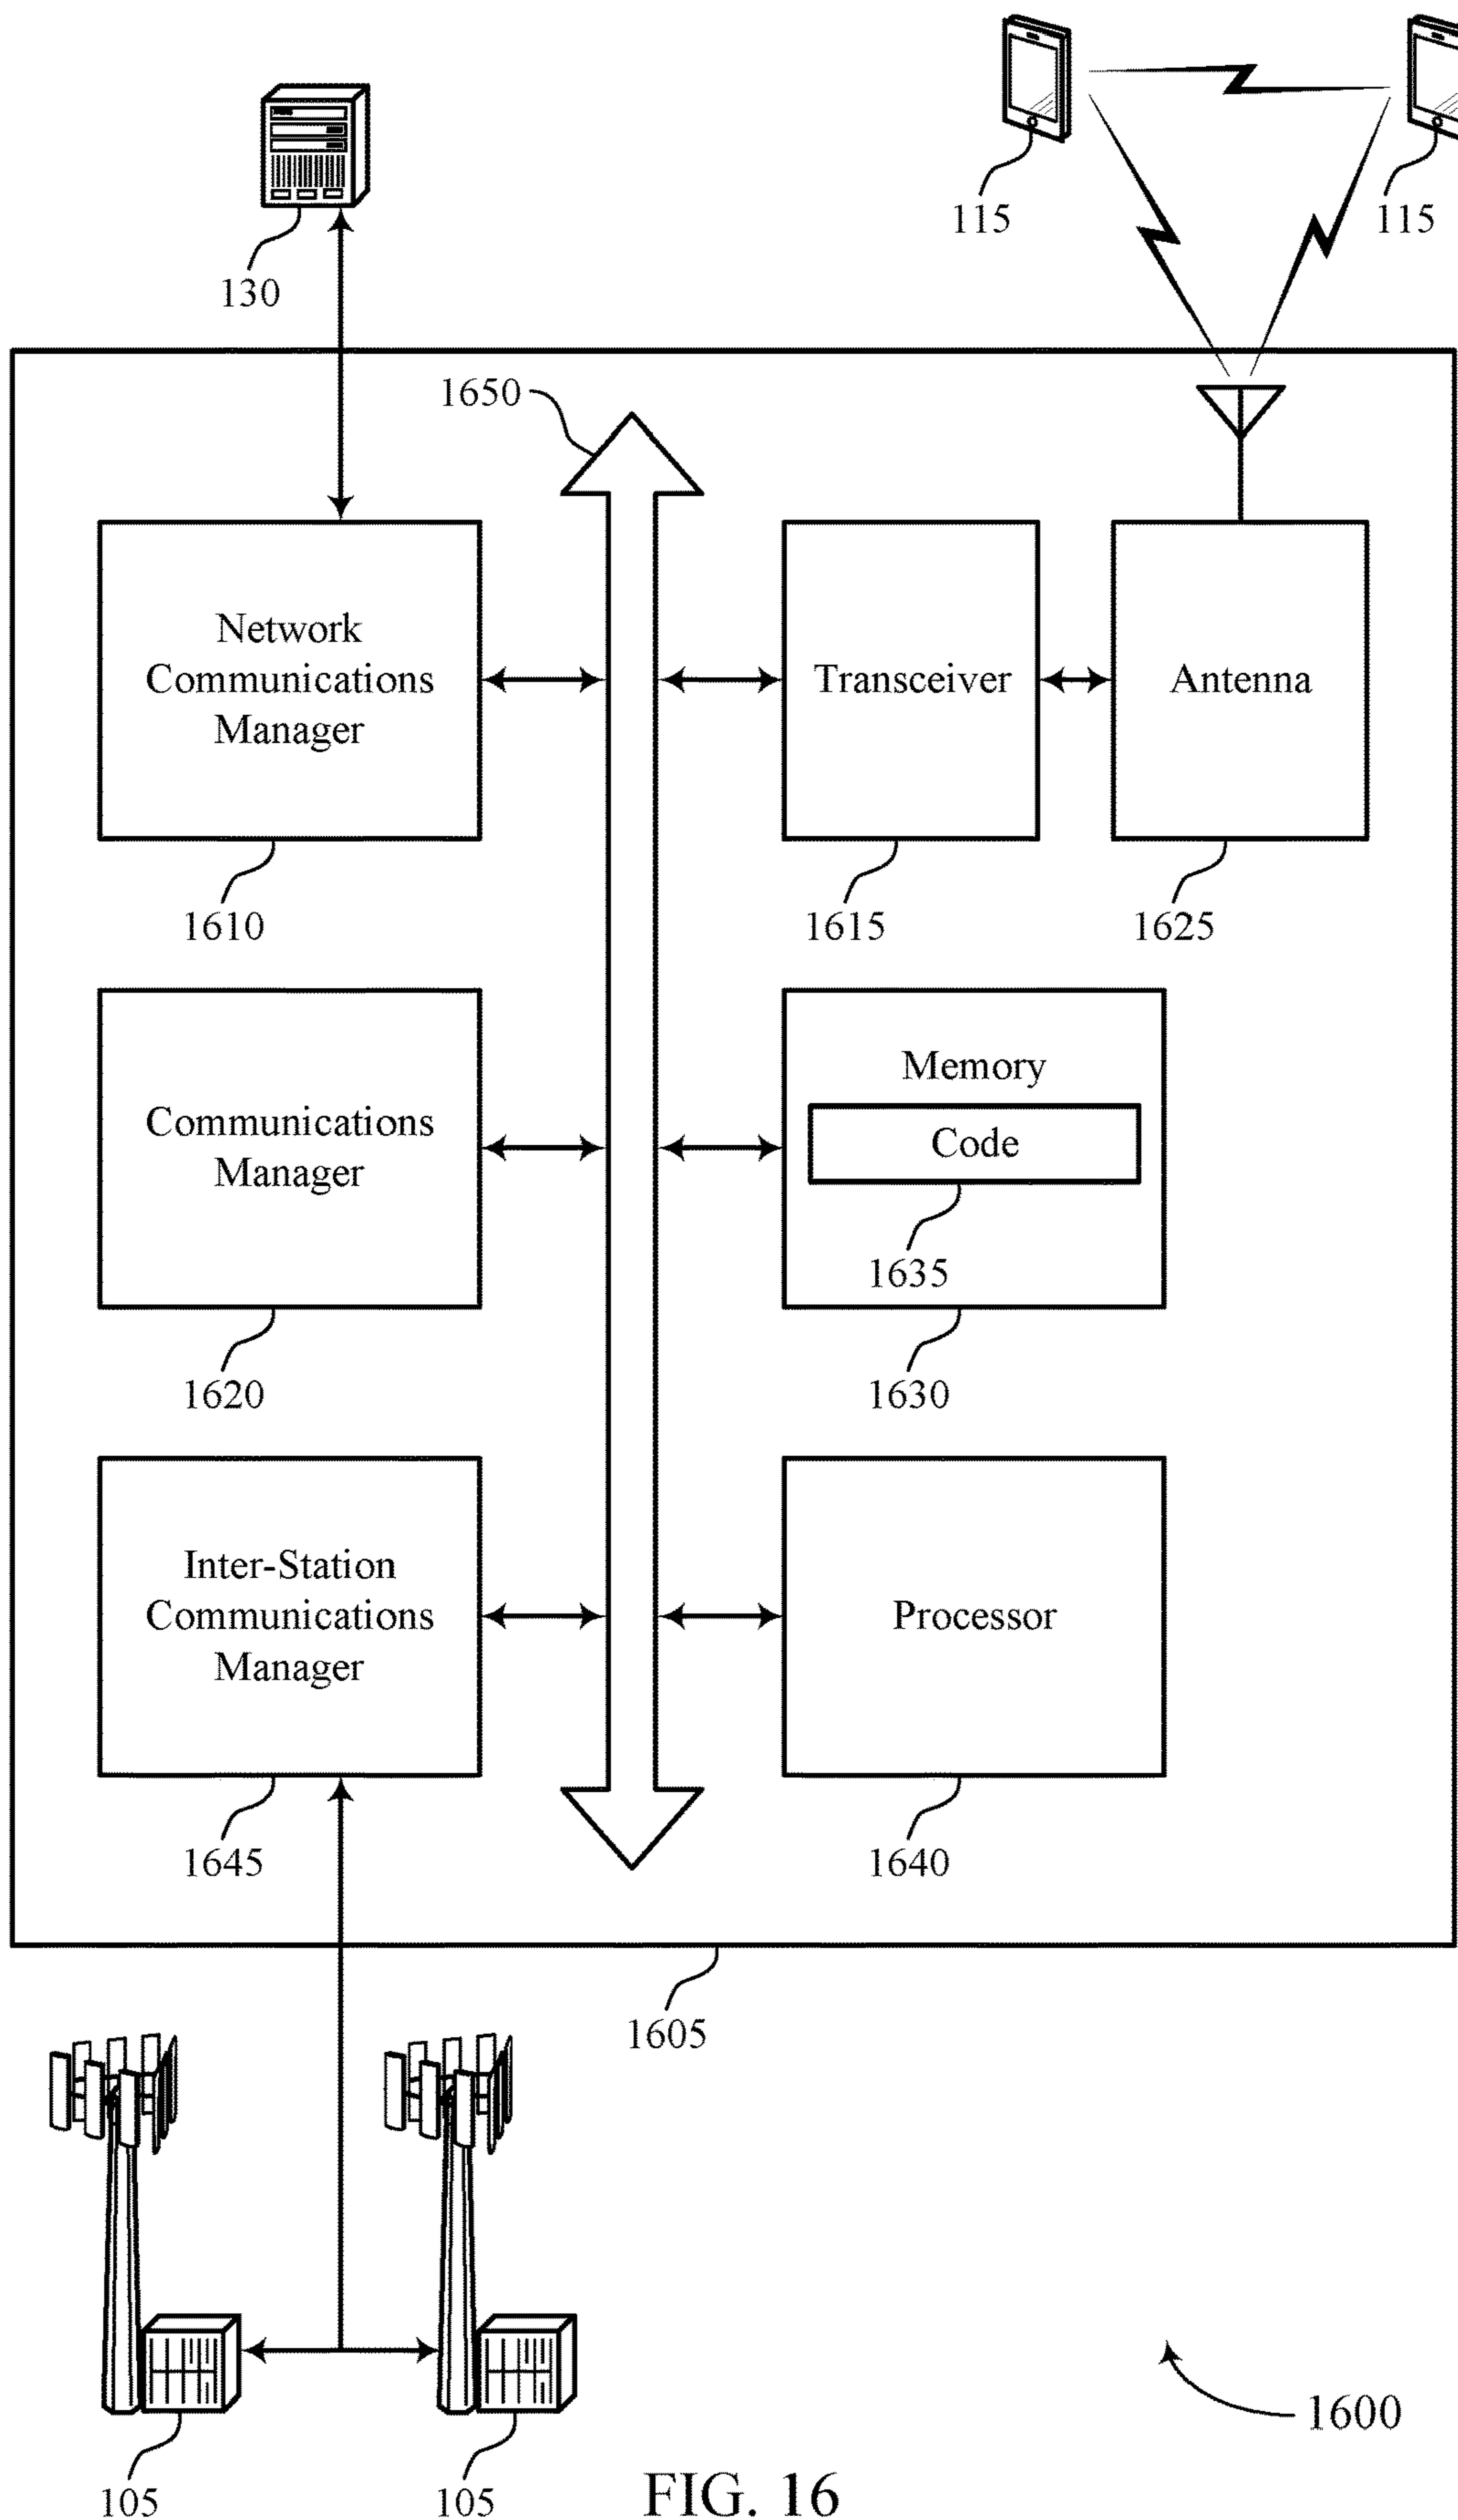 115
115
130
1650
Network
Communications
Manager
Transceiver
Antenna
1610
1615
1625
Communications
Manager
Memory
Code
1635
1620
1630
Inter-Station
Communications
Manager
Processor
1645
1640
1605
1600
105
105
FIG. 16